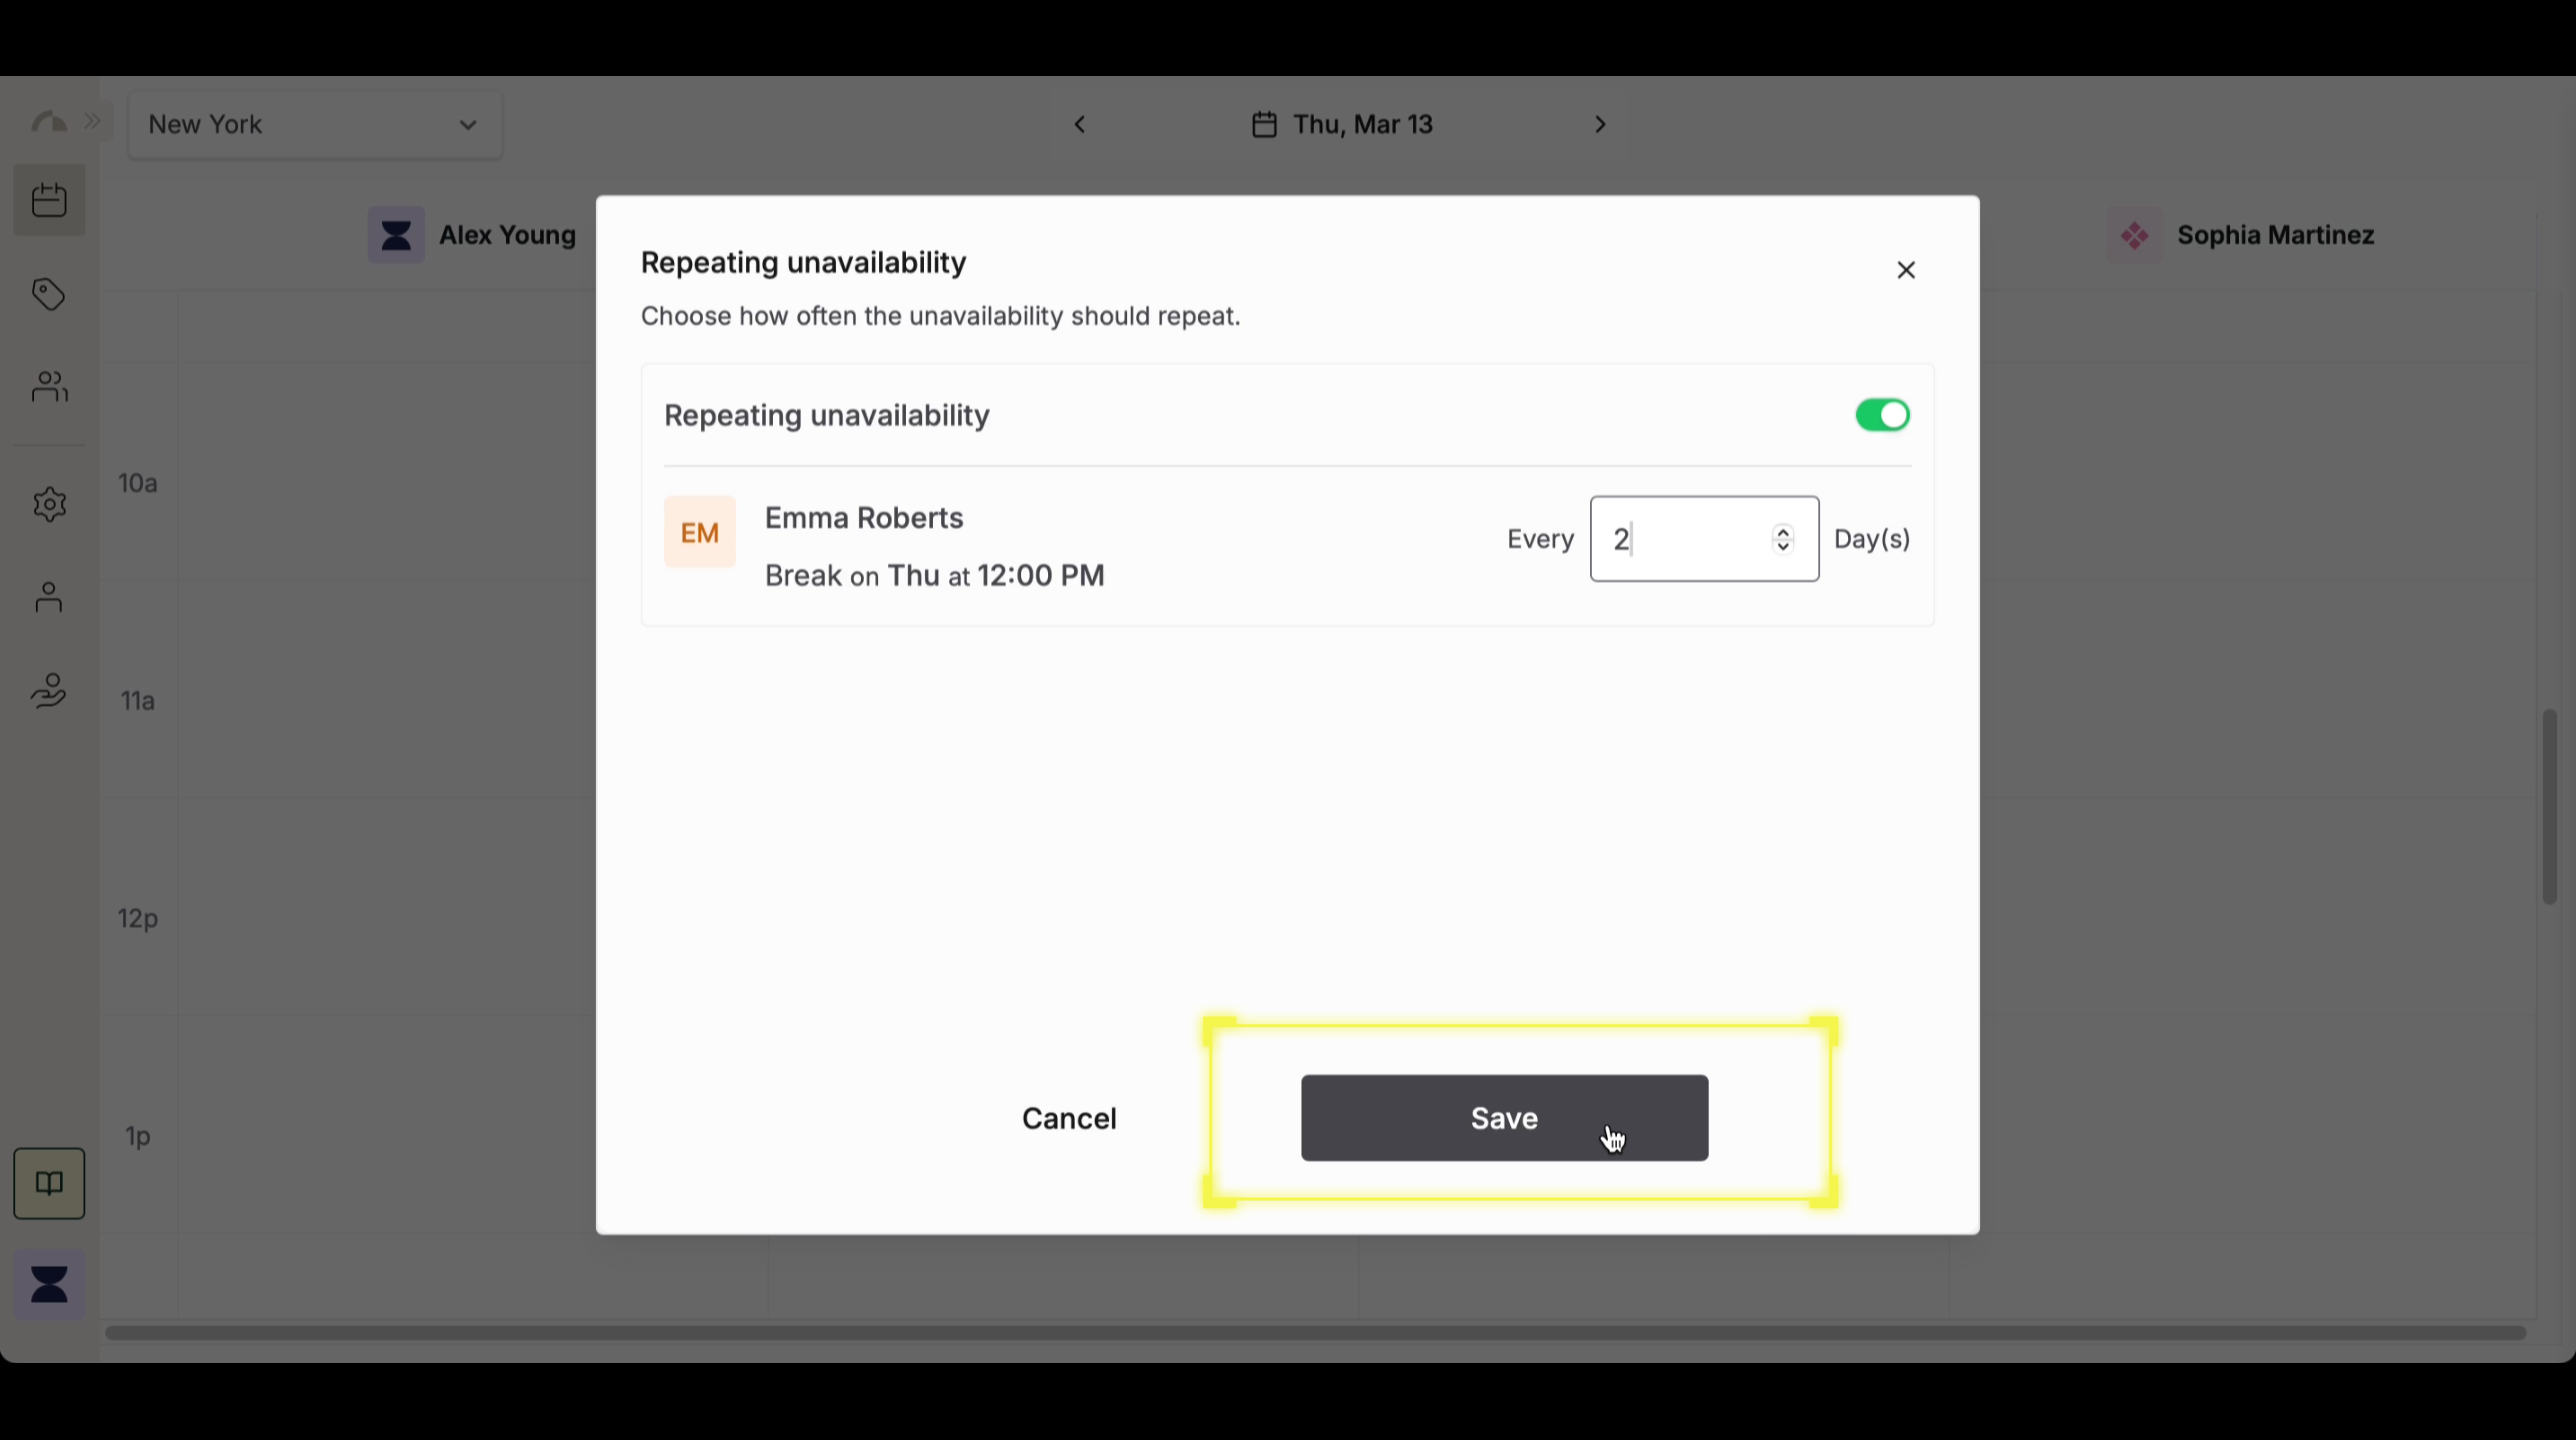 New York
Thu, Mar 13
Alex Young
Sophia Martinez
Repeating unavailability
Choose how often the unavailability should repeat.
Repeating unavailability
EM
Emma Roberts
Break on Thu at 12:00 PM
Every 2 Day(s)
10a
11a
12p
1p
Cancel
Save